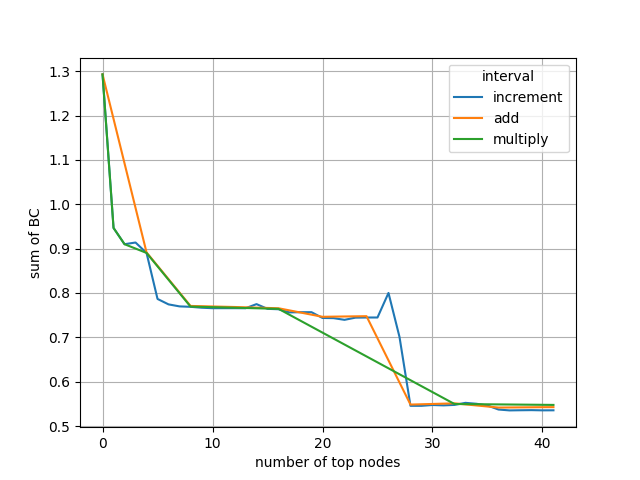 interval
increment
add
multiply
1.3
1.2
1.1
1.0
0.9
0.8
0.7
0.6
0.5
sum of BC
0 10 20 30 40
number of top nodes